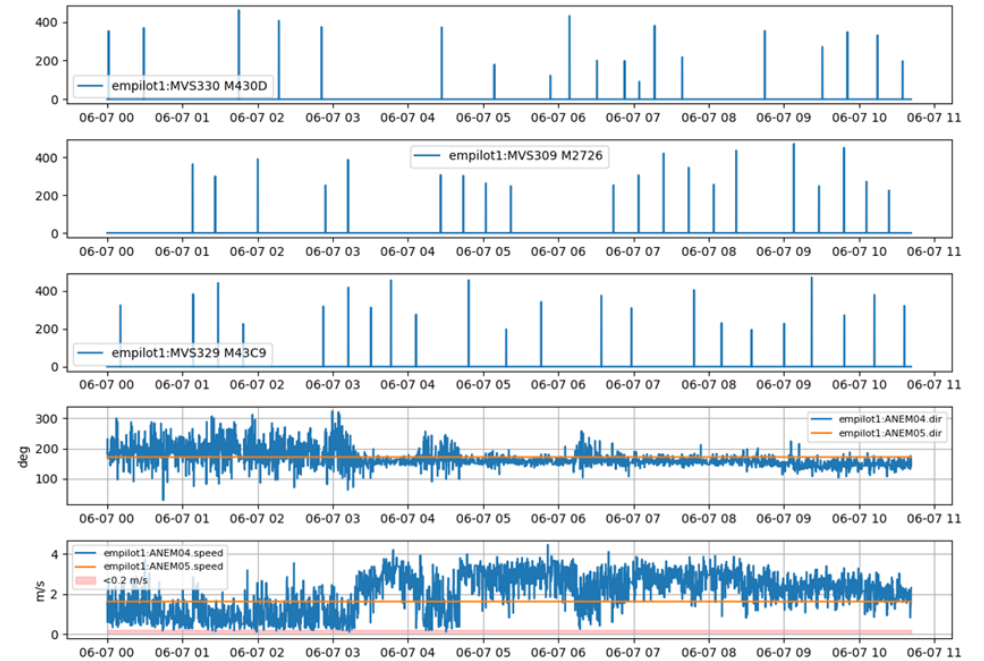 400
200
0
empilot1:MVS330 M430D
06-07 00 06-07 01 06-07 02 06-07 03 06-07 04 06-07 05 06-07 06 06-07 07 06-07 08 06-07 09 06-07 10 06-07 11
400
200
0
empilot1:MVS309 M2726
06-07 00 06-07 01 06-07 02 06-07 03 06-07 04 06-07 05 06-07 06 06-07 07 06-07 08 06-07 09 06-07 10 06-07 11
400
200
0
empilot1:MVS329 M43C9
06-07 00 06-07 01 06-07 02 06-07 03 06-07 04 06-07 05 06-07 06 06-07 07 06-07 08 06-07 09 06-07 10 06-07 11
deg
300
200
100
empilot1:ANEM04.dir
empilot1:ANEM05.dir
06-07 00 06-07 01 06-07 02 06-07 03 06-07 04 06-07 05 06-07 06 06-07 07 06-07 08 06-07 09 06-07 10 06-07 11
m/s
4
2
0
empilot1:ANEM04.speed
empilot1:ANEM05.speed
<0.2 m/s
06-07 00 06-07 01 06-07 02 06-07 03 06-07 04 06-07 05 06-07 06 06-07 07 06-07 08 06-07 09 06-07 10 06-07 11